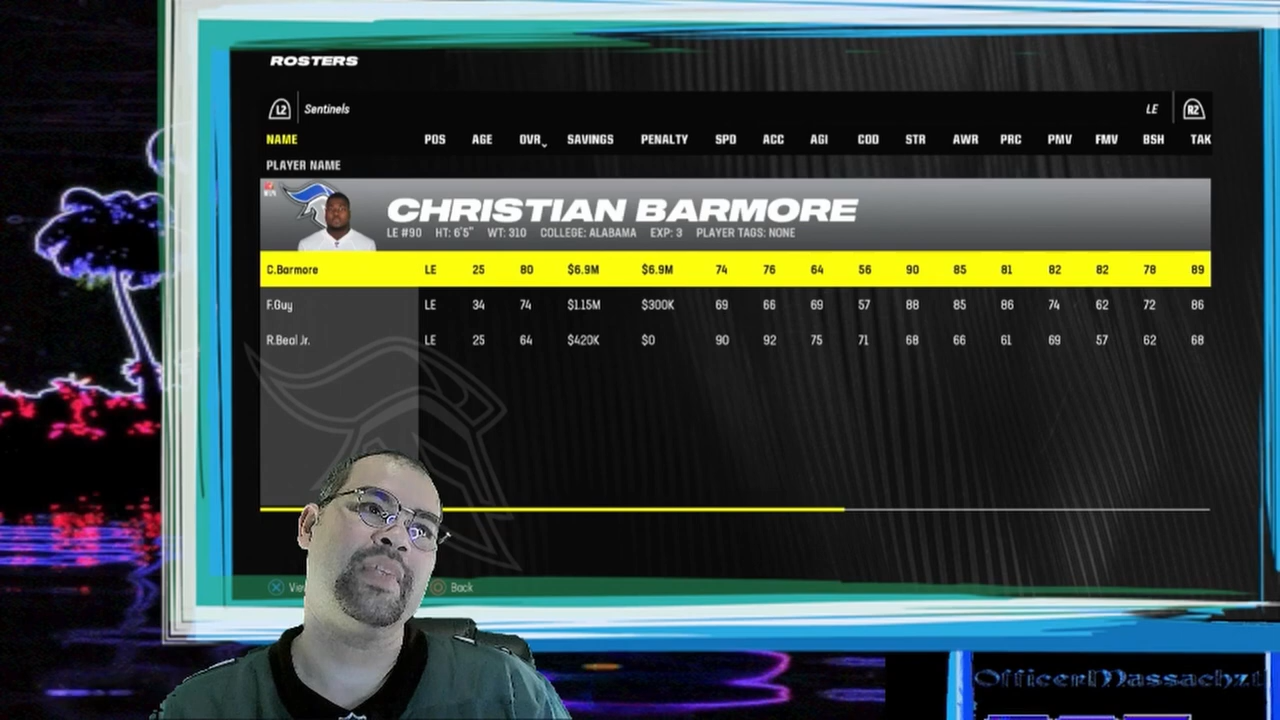 ROSTERS
L2 Sentinels LE R2
NAME POS AGE OVR SAVINGS PENALTY SPD ACC AGI COD STR AWR PRC PMV FMV BSH TAK
PLAYER NAME
CHRISTIAN BARMORE
LE #90 HT: 6'5" WT: 310 COLLEGE: ALABAMA EXP: 3 PLAYER TAGS: NONE
C.Barmore LE 25 80 $6.9M $6.9M 74 76 64 56 90 85 81 82 82 78 89
F.Guy LE 34 74 $1.15M $300K 69 66 69 57 88 85 86 74 62 72 86
R.Beal Jr. LE 25 64 $420K $0 90 92 75 71 68 66 61 69 57 62 68
Back